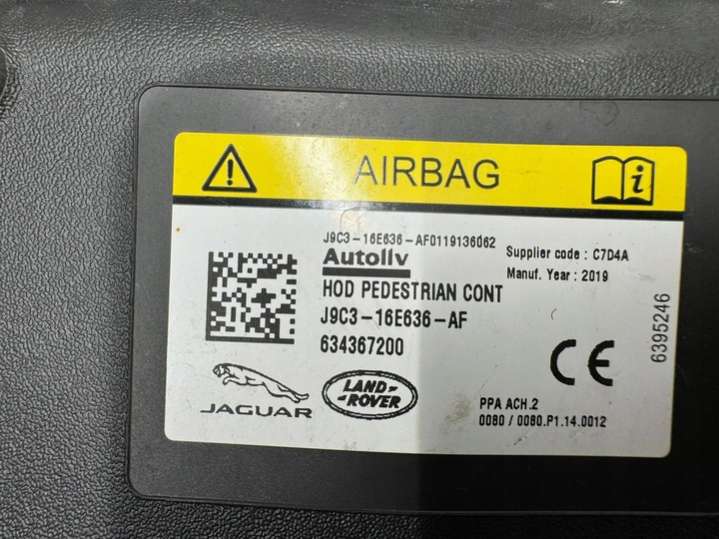 AIRBAG
J9C3-16E636-AF0119136062
Autoliv
Supplier code : C7D4A
Manuf. Year : 2019
HOD PEDESTRIAN CONT
J9C3-16E636-AF
634367200
6395246
CE
JAGUAR
LAND-
-ROVER
PPA ACH.2
0080 / 0080.P1.14.0012